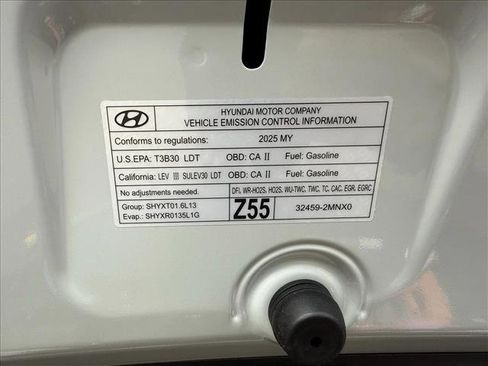 HYUNDAI MOTOR COMPANY
VEHICLE EMISSION CONTROL INFORMATION
Conforms to regulations: 2025 MY
U.S.EPA: T3B30 LDT OBD: CA II Fuel: Gasoline
California: LEV III SULEV30 LDT OBD: CA II Fuel: Gasoline
No adjustments needed. DFI, WR-HO2S, HO2S, WU-TWC, TWC, TC, CAC, EGR, EGRC
Group: SHYXT01.6L13
Evap.: SHYXR0135L1G
Z55 32459-2MNX0